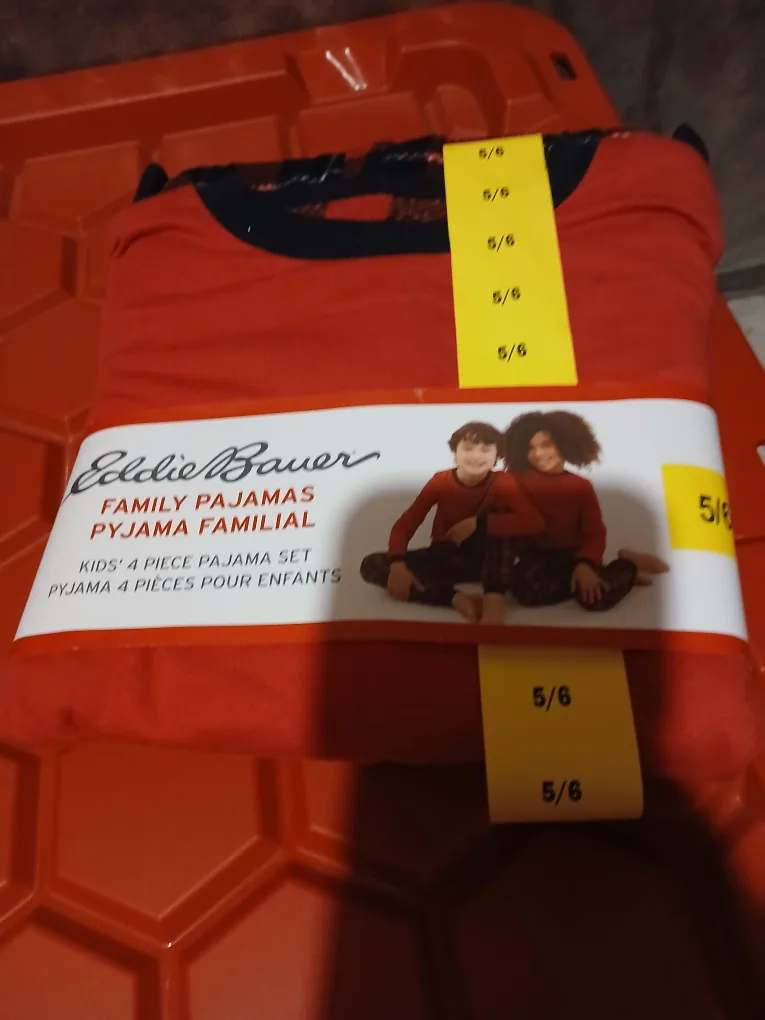 5/6
5/6
5/6
5/6
5/6
Eddie Bauer
FAMILY PAJAMAS
PYJAMA FAMILIAL
KIDS' 4 PIECE PAJAMA SET
PYJAMA 4 PIÈCES POUR ENFANTS
5/6
5/6
5/6